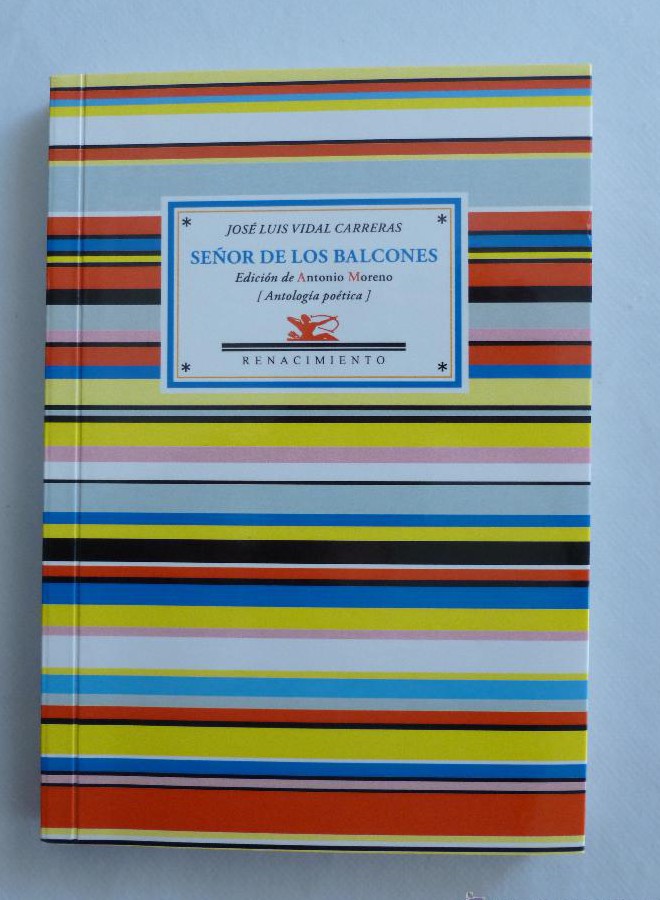 * *
JOSÉ LUIS VIDAL CARRERAS
SEÑOR DE LOS BALCONES
Edición de Antonio Moreno
[ Antología poética ]
RENACIMIENTO
* *